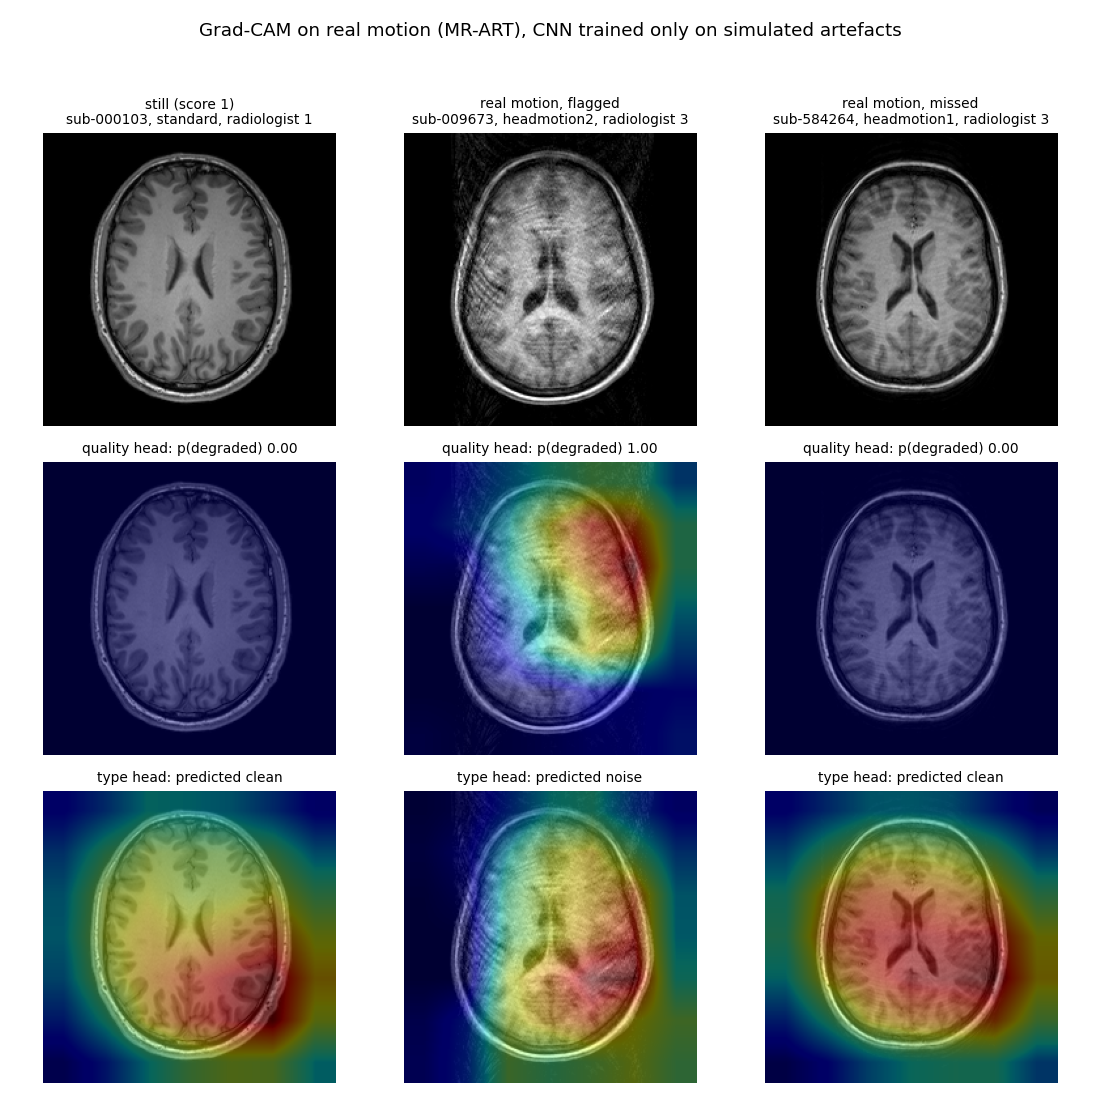 Grad-CAM on real motion (MR-ART), CNN trained only on simulated artefacts
still (score 1)
sub-000103, standard, radiologist 1
real motion, flagged
sub-009673, headmotion2, radiologist 3
real motion, missed
sub-584264, headmotion1, radiologist 3
quality head: p(degraded) 0.00
quality head: p(degraded) 1.00
quality head: p(degraded) 0.00
type head: predicted clean
type head: predicted noise
type head: predicted clean